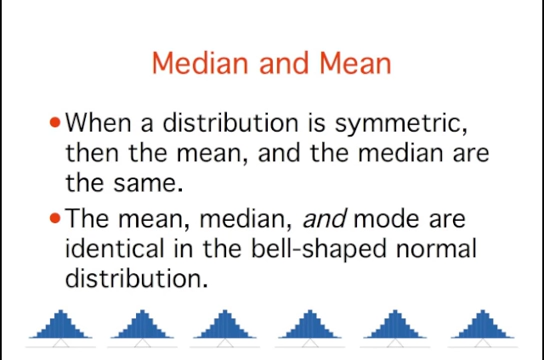 Median and Mean
•When a distribution is symmetric,
then the mean, and the median are
the same.
•The mean, median, and mode are
identical in the bell-shaped normal
distribution.